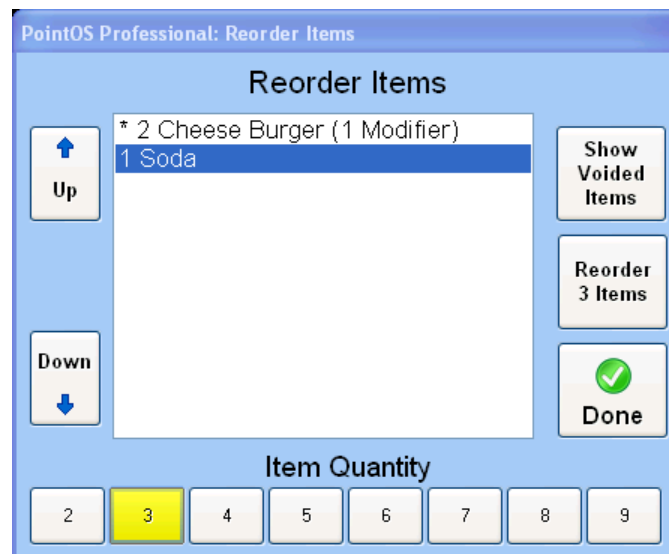 PointOS Professional: Reorder Items
Reorder Items
* 2 Cheese Burger (1 Modifier)
1 Soda
Up
Down
Show
Voided
Items
Reorder
3 Items
Done
Item Quantity
2 3 4 5 6 7 8 9